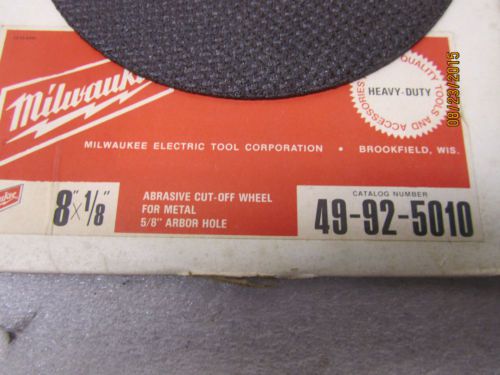 Milwaukee
QUALITY TOOLS AND ACCESSORIES
HEAVY-DUTY
08/23/2015
MILWAUKEE ELECTRIC TOOL CORPORATION • BROOKFIELD, WIS.
8" x 1/8"
ABRASIVE CUT-OFF WHEEL
FOR METAL
5/8" ARBOR HOLE
CATALOG NUMBER
49-92-5010